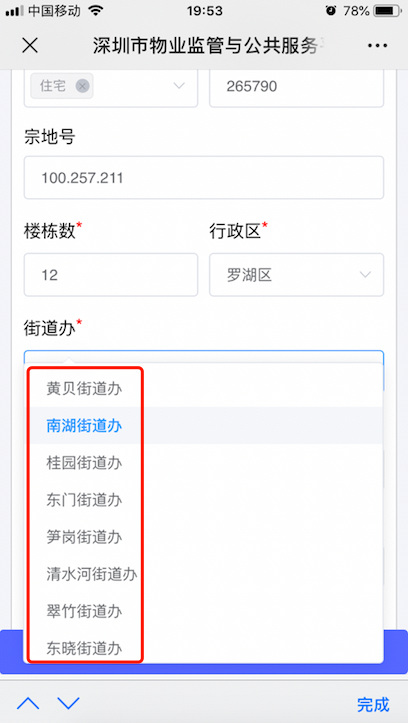 中国移动 19:53 78%
深圳市物业监管与公共服务
住宅 265790
宗地号
100.257.211
楼栋数* 行政区*
12 罗湖区
街道办*
黄贝街道办
南湖街道办
桂园街道办
东门街道办
笋岗街道办
清水河街道办
翠竹街道办
东晓街道办
完成